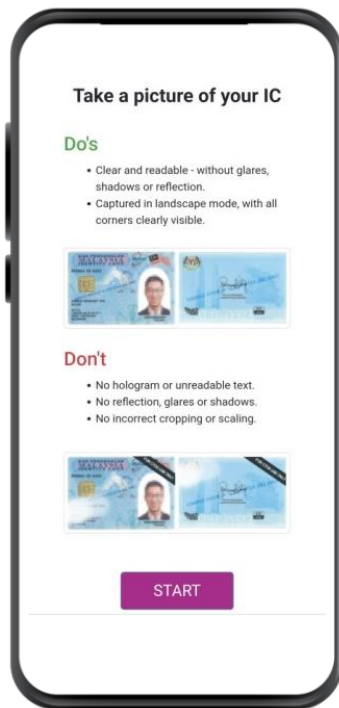 Take a picture of your IC
Do's
• Clear and readable - without glares,
shadows or reflection.
• Captured in landscape mode, with all
corners clearly visible.
MALAYSIA
Don't
• No hologram or unreadable text.
• No reflection, glares or shadows.
• No incorrect cropping or scaling.
MALAYSIA
START